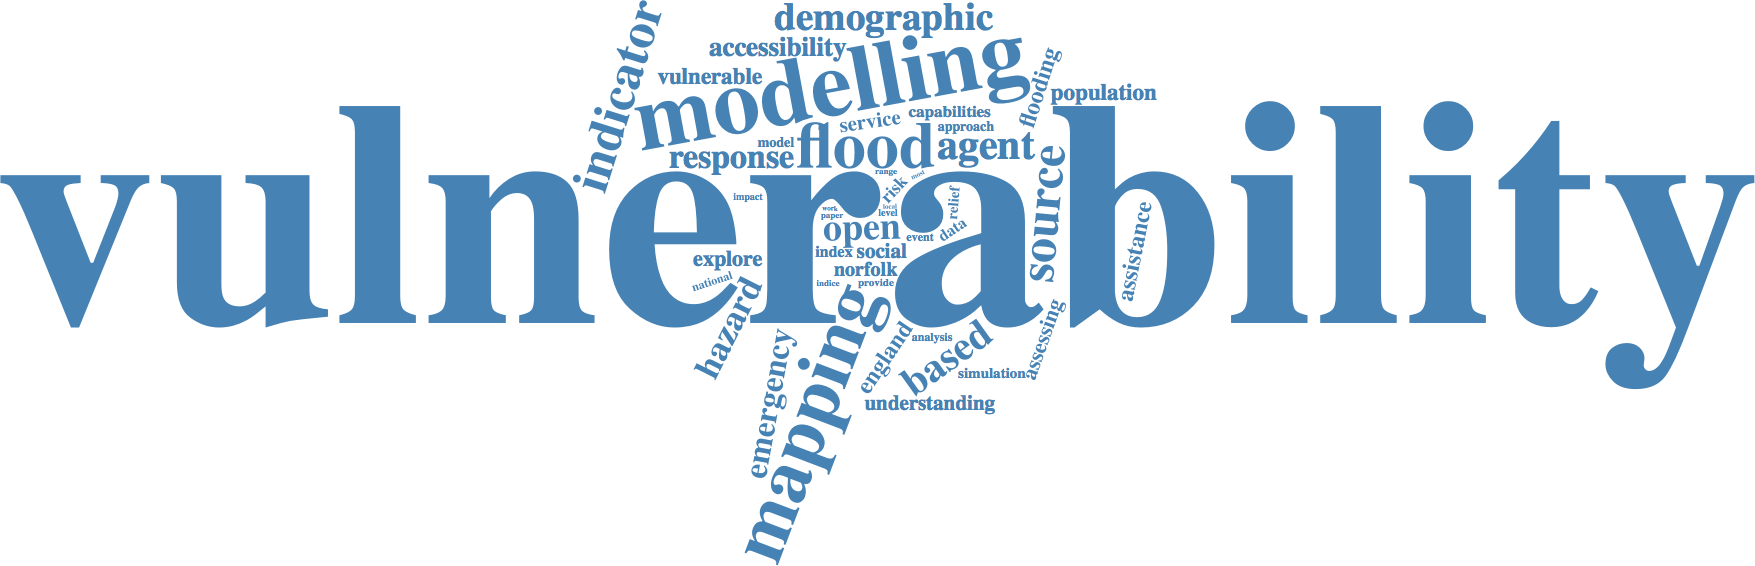 demographic
indicator
accessibility
modelling
flooding
vulnerable
population
capabilities
service
approach
model
flood
agent
response
source
range
most
risk
vulnerability
impact
relief
work
local
paper
level
open
data
event
assistance
explore
index
social
norfolk
national
indice
provide
hazard
mapping
assessing
england
analysis
based
emergency
simulation
understanding